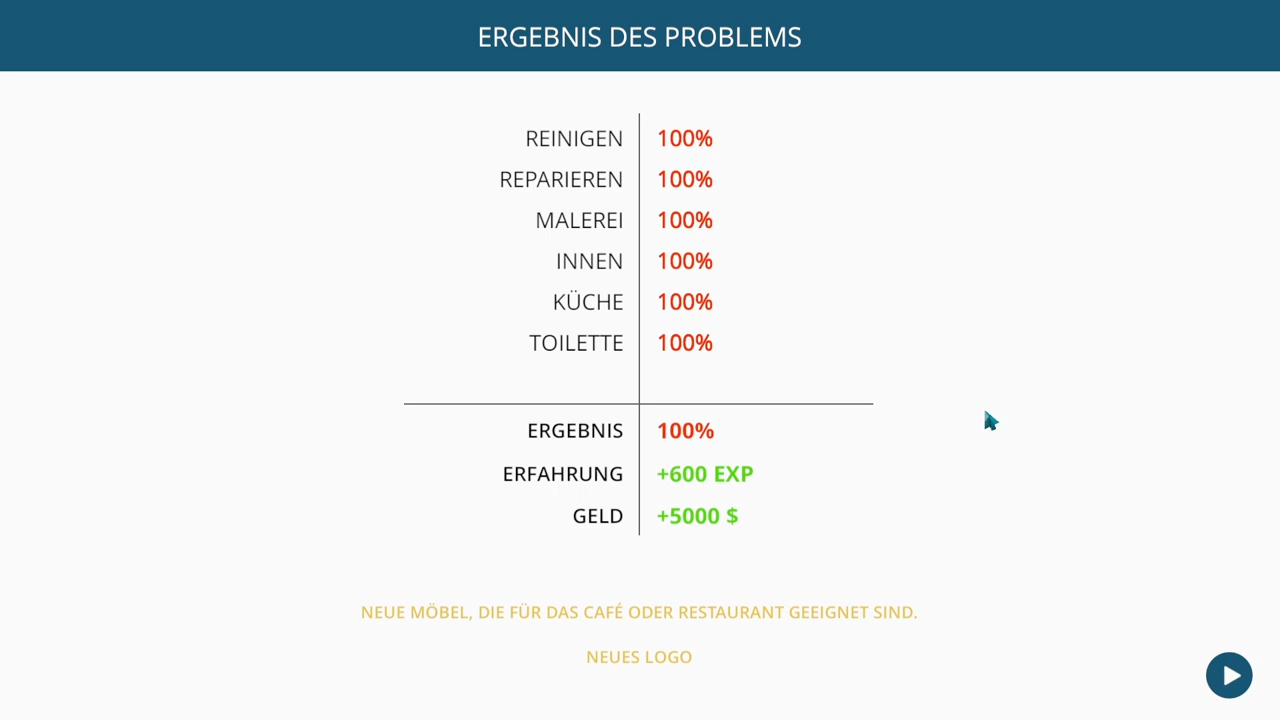 ERGEBNIS DES PROBLEMS
REINIGEN 100%
REPARIEREN 100%
MALEREI 100%
INNEN 100%
KÜCHE 100%
TOILETTE 100%
ERGEBNIS 100%
ERFAHRUNG +600 EXP
GELD +5000 $
NEUE MÖBEL, DIE FÜR DAS CAFÉ ODER RESTAURANT GEEIGNET SIND.
NEUES LOGO